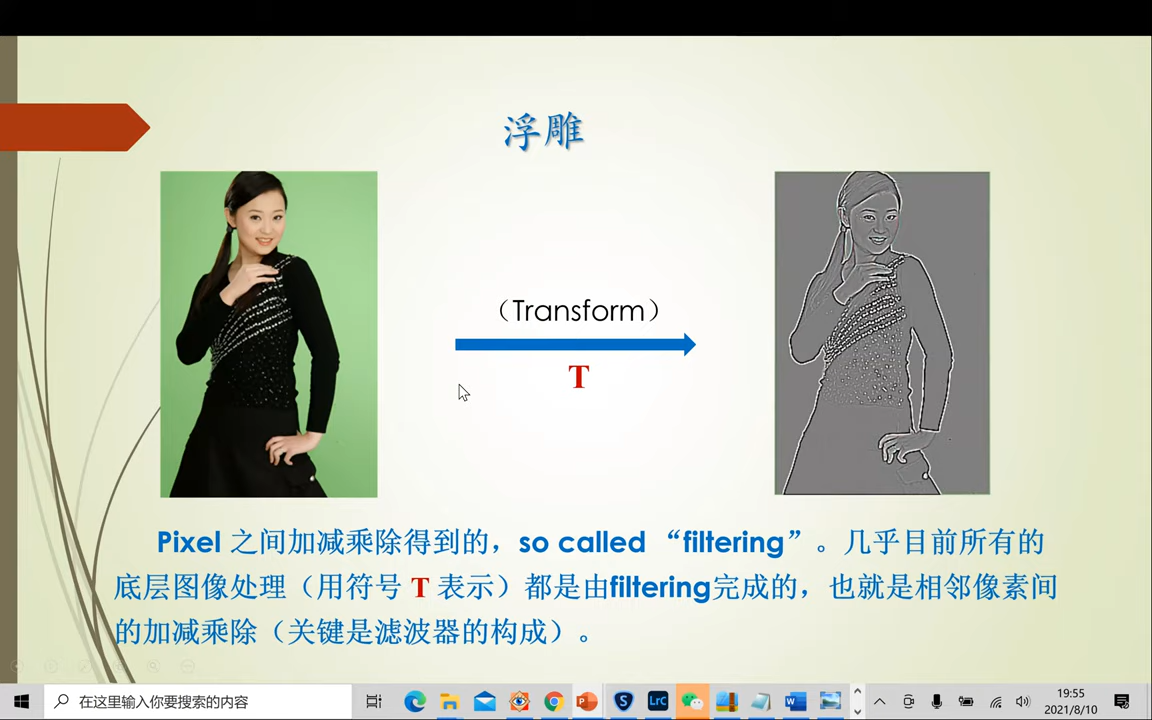 浮雕
（Transform）
T
Pixel 之间加减乘除得到的，so called “filtering”。几乎目前所有的
底层图像处理（用符号 T 表示）都是由filtering完成的，也就是相邻像素间
的加减乘除（关键是滤波器的构成）。
在这里输入你要搜索的内容
LrC
19:55
2021/8/10